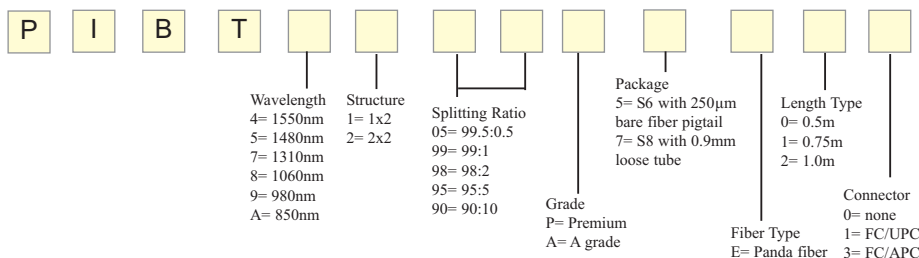 P I B T
Wavelength
4= 1550nm
5= 1480nm
7= 1310nm
8= 1060nm
9= 980nm
A= 850nm
Structure
1= 1x2
2= 2x2
Splitting Ratio
05= 99.5:0.5
99= 99:1
98= 98:2
95= 95:5
90= 90:10
Grade
P= Premium
A= A grade
Package
5= S6 with 250μm
bare fiber pigtail
7= S8 with 0.9mm
loose tube
Fiber Type
E= Panda fiber
Length Type
0= 0.5m
1= 0.75m
2= 1.0m
Connector
0= none
1= FC/UPC
3= FC/APC